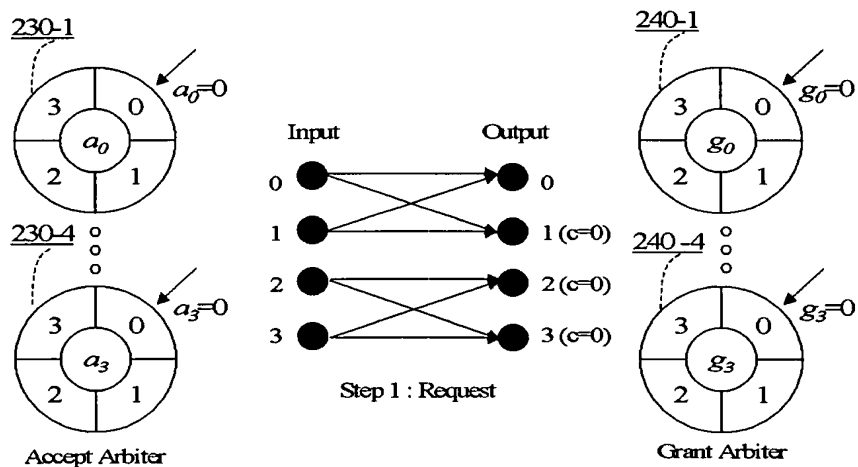 230-1
3 0
a0
2 1
a0=0
230-4
3 0
a3
2 1
a3=0
Accept Arbiter
Input Output
0 0
1 1 (c=0)
2 2 (c=0)
3 3 (c=0)
Step 1 : Request
240-1
3 0
g0
2 1
g0=0
240 -4
3 0
g3
2 1
g3=0
Grant Arbiter